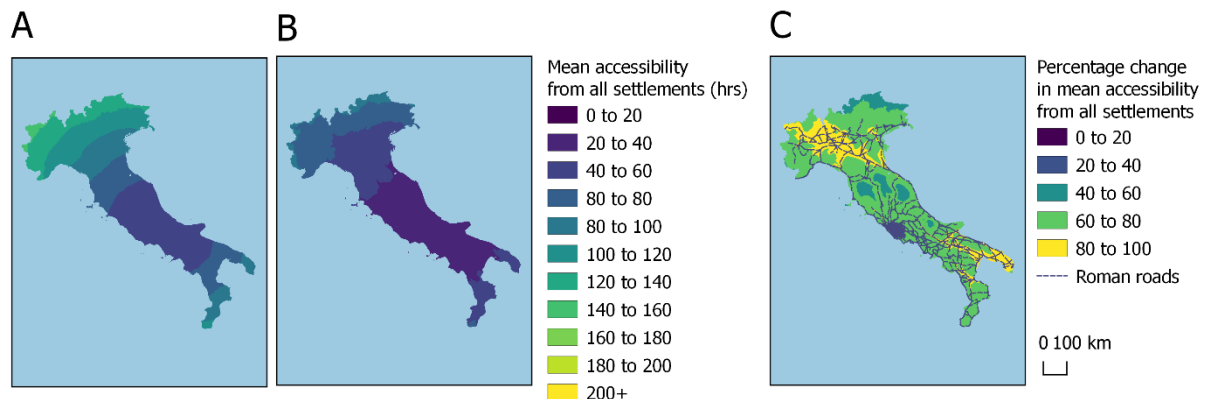 A
B
C
Mean accessibility
from all settlements (hrs)
0 to 20
20 to 40
40 to 60
80 to 80
80 to 100
100 to 120
120 to 140
140 to 160
160 to 180
180 to 200
200+
Percentage change
in mean accessibility
from all settlements
0 to 20
20 to 40
40 to 60
60 to 80
80 to 100
Roman roads
0 100 km